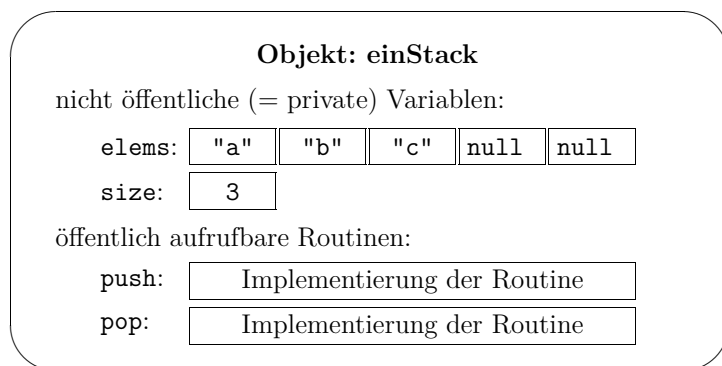 Objekt: einStack
nicht öffentliche (= private) Variablen:
elems: "a" "b" "c" null null
size: 3
öffentlich aufrufbare Routinen:
push: Implementierung der Routine
pop: Implementierung der Routine